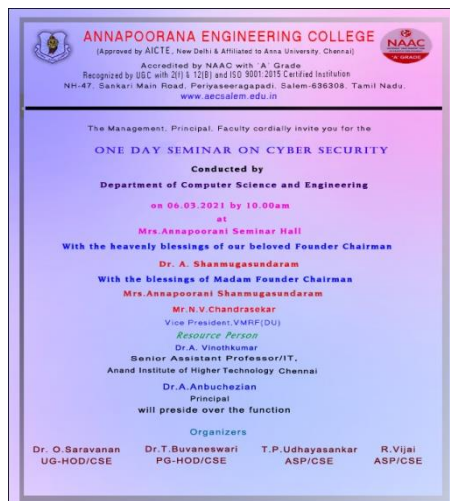 ANNAPOORANA ENGINEERING COLLEGE
(Approved by AICTE, New Delhi & Affiliated to Anna University, Chennai)
Accredited by NAAC with 'A' Grade
Recognized by UGC with 2(f) & 12(B) and ISO 9001:2015 Certified Institution
NH-47, Sankari Main Road, Periyaseeragapadi, Salem-636308, Tamil Nadu.
www.aecsalem.edu.in
NAAC
'A' GRADE
The Management, Principal, Faculty cordially invite you for the
ONE DAY SEMINAR ON CYBER SECURITY
Conducted by
Department of Computer Science and Engineering
on 06.03.2021 by 10.00am
at
Mrs.Annapoorani Seminar Hall
With the heavenly blessings of our beloved Founder Chairman
Dr. A. Shanmugasundaram
With the blessings of Madam Founder Chairman
Mrs.Annapoorani Shanmugasundaram
Mr.N.V.Chandrasekar
Vice President.VMRF(DU)
Resource Person
Dr.A. Vinothkumar
Senior Assistant Professor/IT,
Anand Institute of Higher Technology Chennai
Dr.A.Anbuchezian
Principal
will preside over the function
Organizers
Dr. O.Saravanan Dr.T.Buvaneswari T.P.Udhayasankar R.Vijai
UG-HOD/CSE PG-HOD/CSE ASP/CSE ASP/CSE